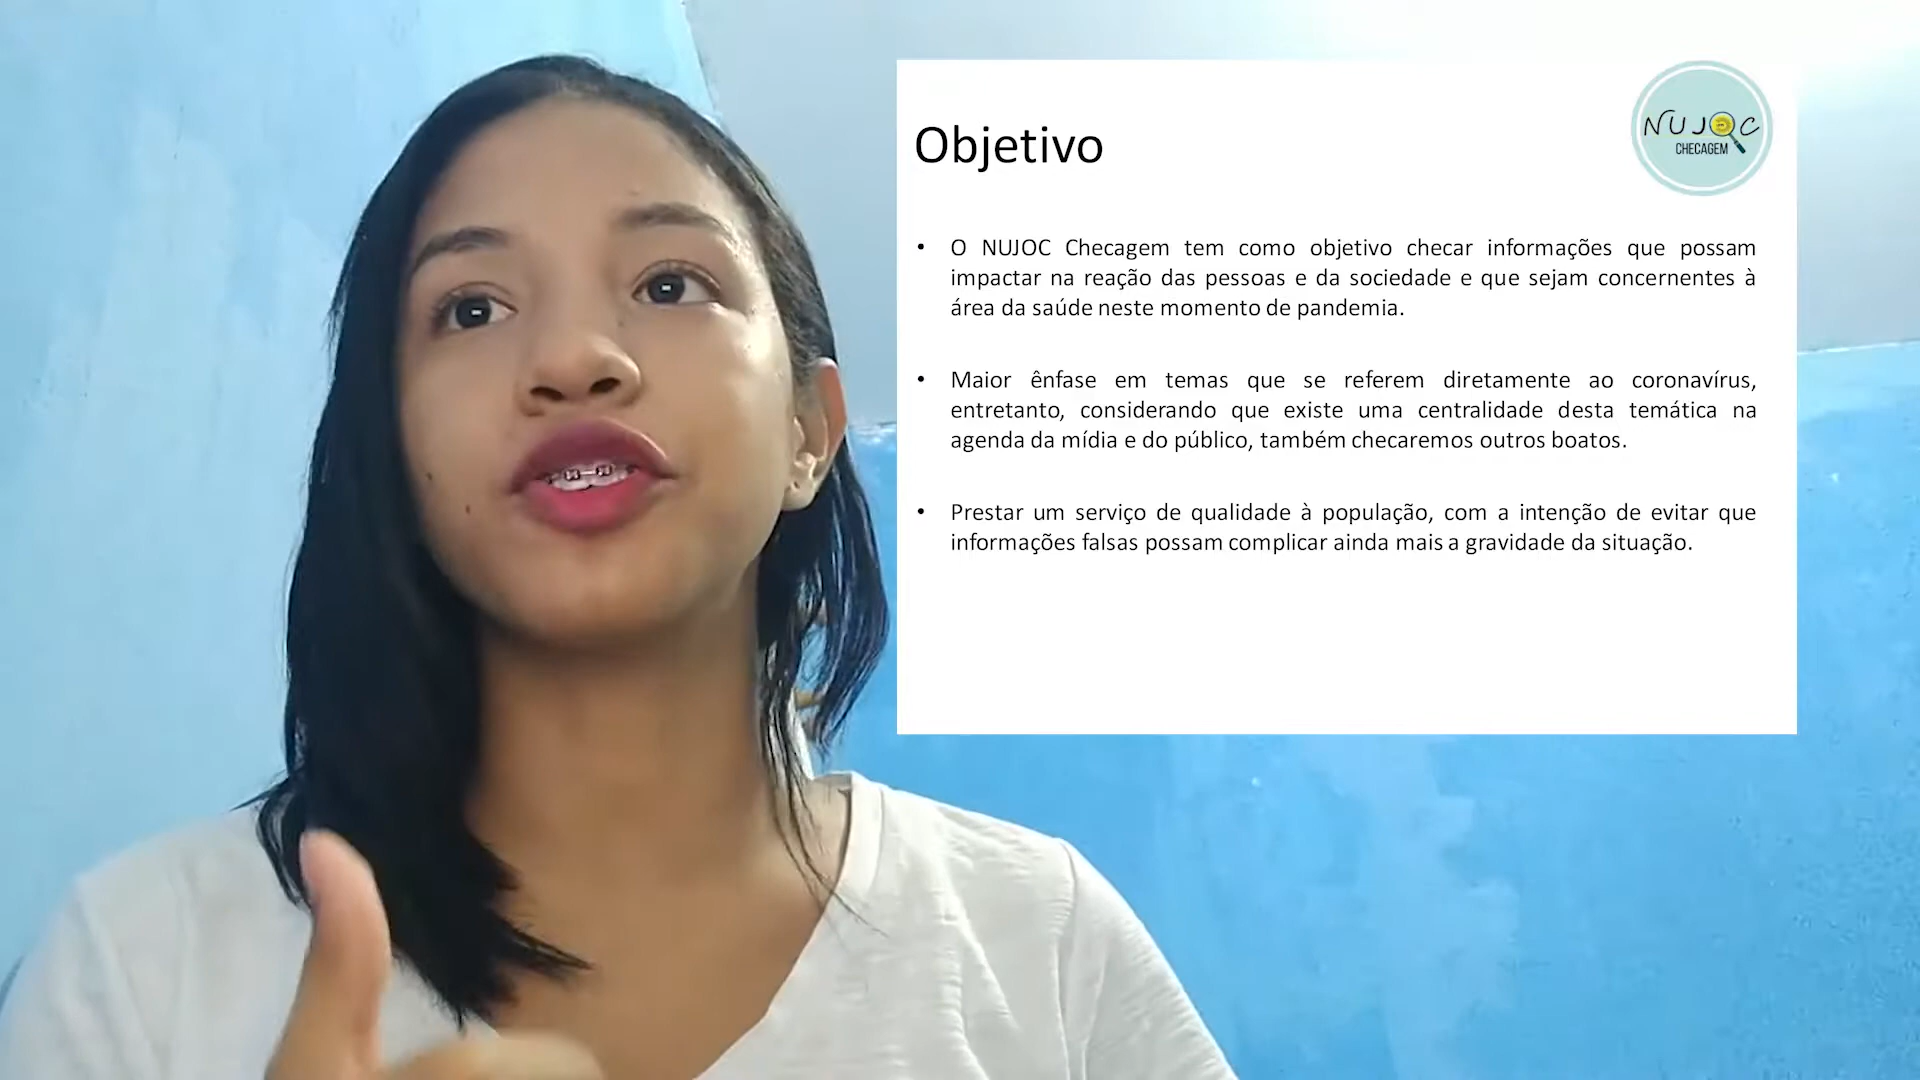 NUJOC
CHECAGEM
Objetivo
• O NUJOC Checagem tem como objetivo checar informações que possam
impactar na reação das pessoas e da sociedade e que sejam concernentes à
área da saúde neste momento de pandemia.
• Maior ênfase em temas que se referem diretamente ao coronavírus,
entretanto, considerando que existe uma centralidade desta temática na
agenda da mídia e do público, também checaremos outros boatos.
• Prestar um serviço de qualidade à população, com a intenção de evitar que
informações falsas possam complicar ainda mais a gravidade da situação.